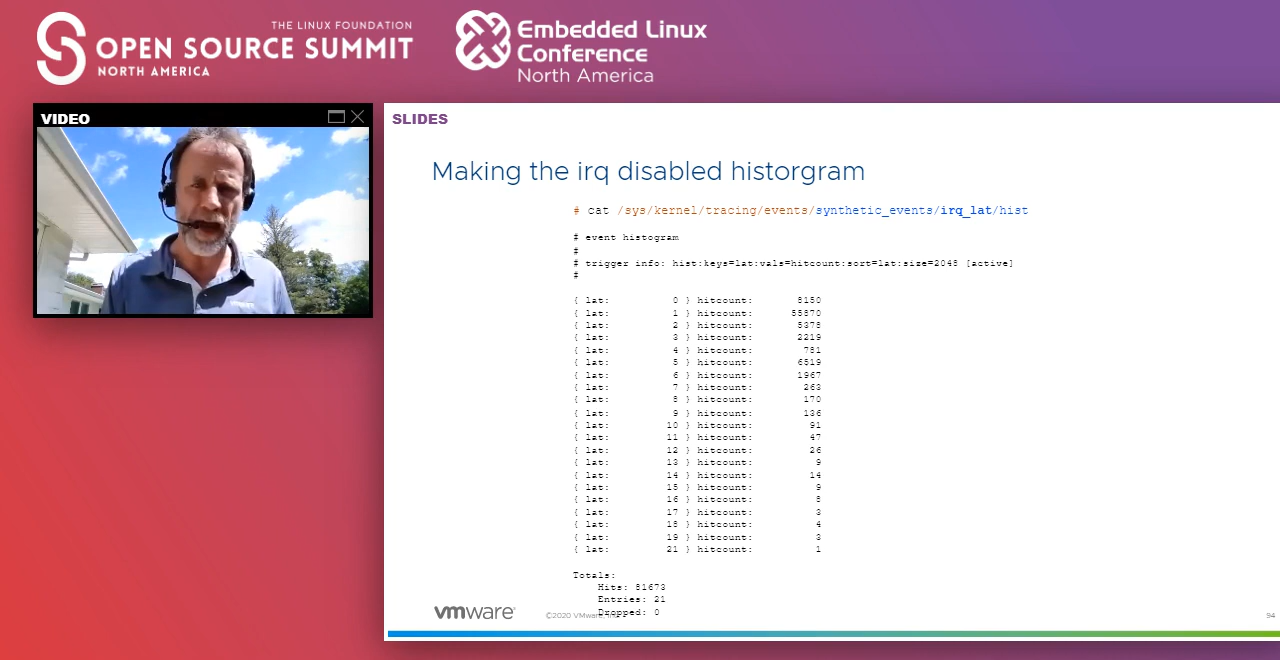 THE LINUX FOUNDATION
OPEN SOURCE SUMMIT
NORTH AMERICA
Embedded Linux
Conference
North America
VIDEO
SLIDES
Making the irq disabled historgram
# cat /sys/kernel/tracing/events/synthetic_events/irq_lat/hist
# event histogram
#
# trigger info: hist:keys=lat:vals=hitcount:sort=lat:size=2048 [active]
#
{ lat: 0 } hitcount: 8150
{ lat: 1 } hitcount: 55870
{ lat: 2 } hitcount: 5378
{ lat: 3 } hitcount: 2219
{ lat: 4 } hitcount: 781
{ lat: 5 } hitcount: 6519
{ lat: 6 } hitcount: 1967
{ lat: 7 } hitcount: 263
{ lat: 8 } hitcount: 170
{ lat: 9 } hitcount: 136
{ lat: 10 } hitcount: 91
{ lat: 11 } hitcount: 47
{ lat: 12 } hitcount: 26
{ lat: 13 } hitcount: 9
{ lat: 14 } hitcount: 14
{ lat: 15 } hitcount: 9
{ lat: 16 } hitcount: 8
{ lat: 17 } hitcount: 3
{ lat: 18 } hitcount: 4
{ lat: 19 } hitcount: 3
{ lat: 21 } hitcount: 1
Totals:
Hits: 81673
Entries: 21
Dropped: 0
vmware
©2020 VMware,
94